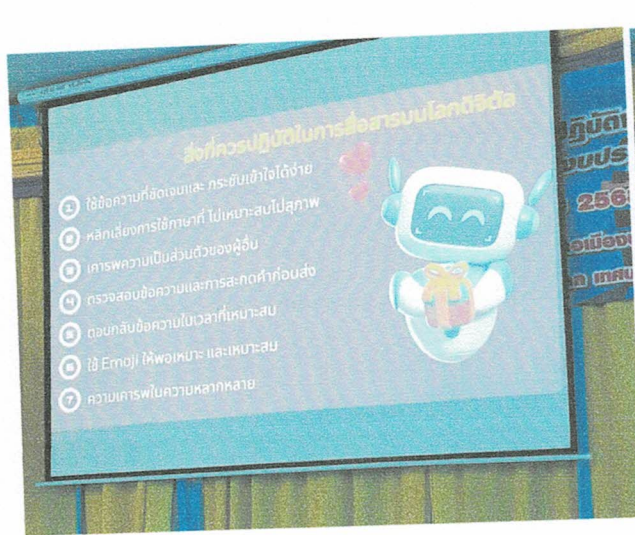 สิ่งที่ควรปฏิบัติในการสื่อสารบนโลกดิจิตัล
1 ใช้ข้อความที่ชัดเจนและ กระชับเข้าใจได้ง่าย
2 หลีกเลี่ยงการใช้ภาษาที่ ไม่เหมาะสมไม่สุภาพ
3 เคารพความเป็นส่วนตัวของผู้อื่น
4 ตรวจสอบข้อความและการสะกดคำก่อนส่ง
5 ตอบกลับข้อความในเวลาที่เหมาะสม
6 ใช้ Emoji ให้พอเหมาะ และเหมาะสม
7 ความเคารพในความหลากหลาย
256